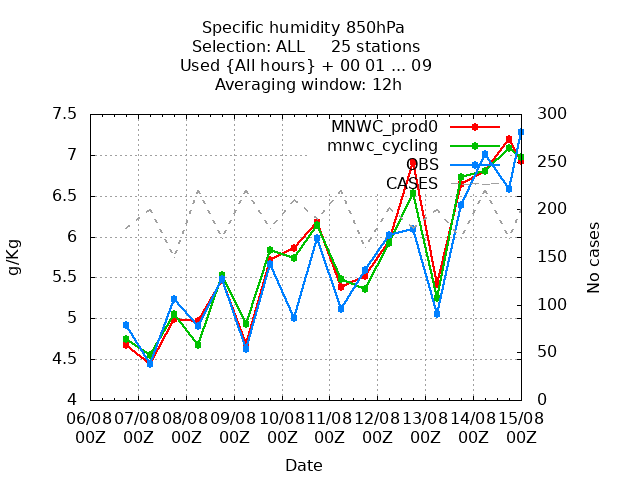 Specific humidity 850hPa
Selection: ALL 25 stations
Used {All hours} + 00 01 ... 09
Averaging window: 12h
7.5 300
MNWC_prod0
mnwc_cycling
OBS
CASES
7 250
6.5 200
6 150
5.5 100
5 50
4.5 0
4
g/Kg
No cases
06/08 07/08 08/08 09/08 10/08 11/08 12/08 13/08 14/08 15/08
00Z 00Z 00Z 00Z 00Z 00Z 00Z 00Z 00Z 00Z
Date